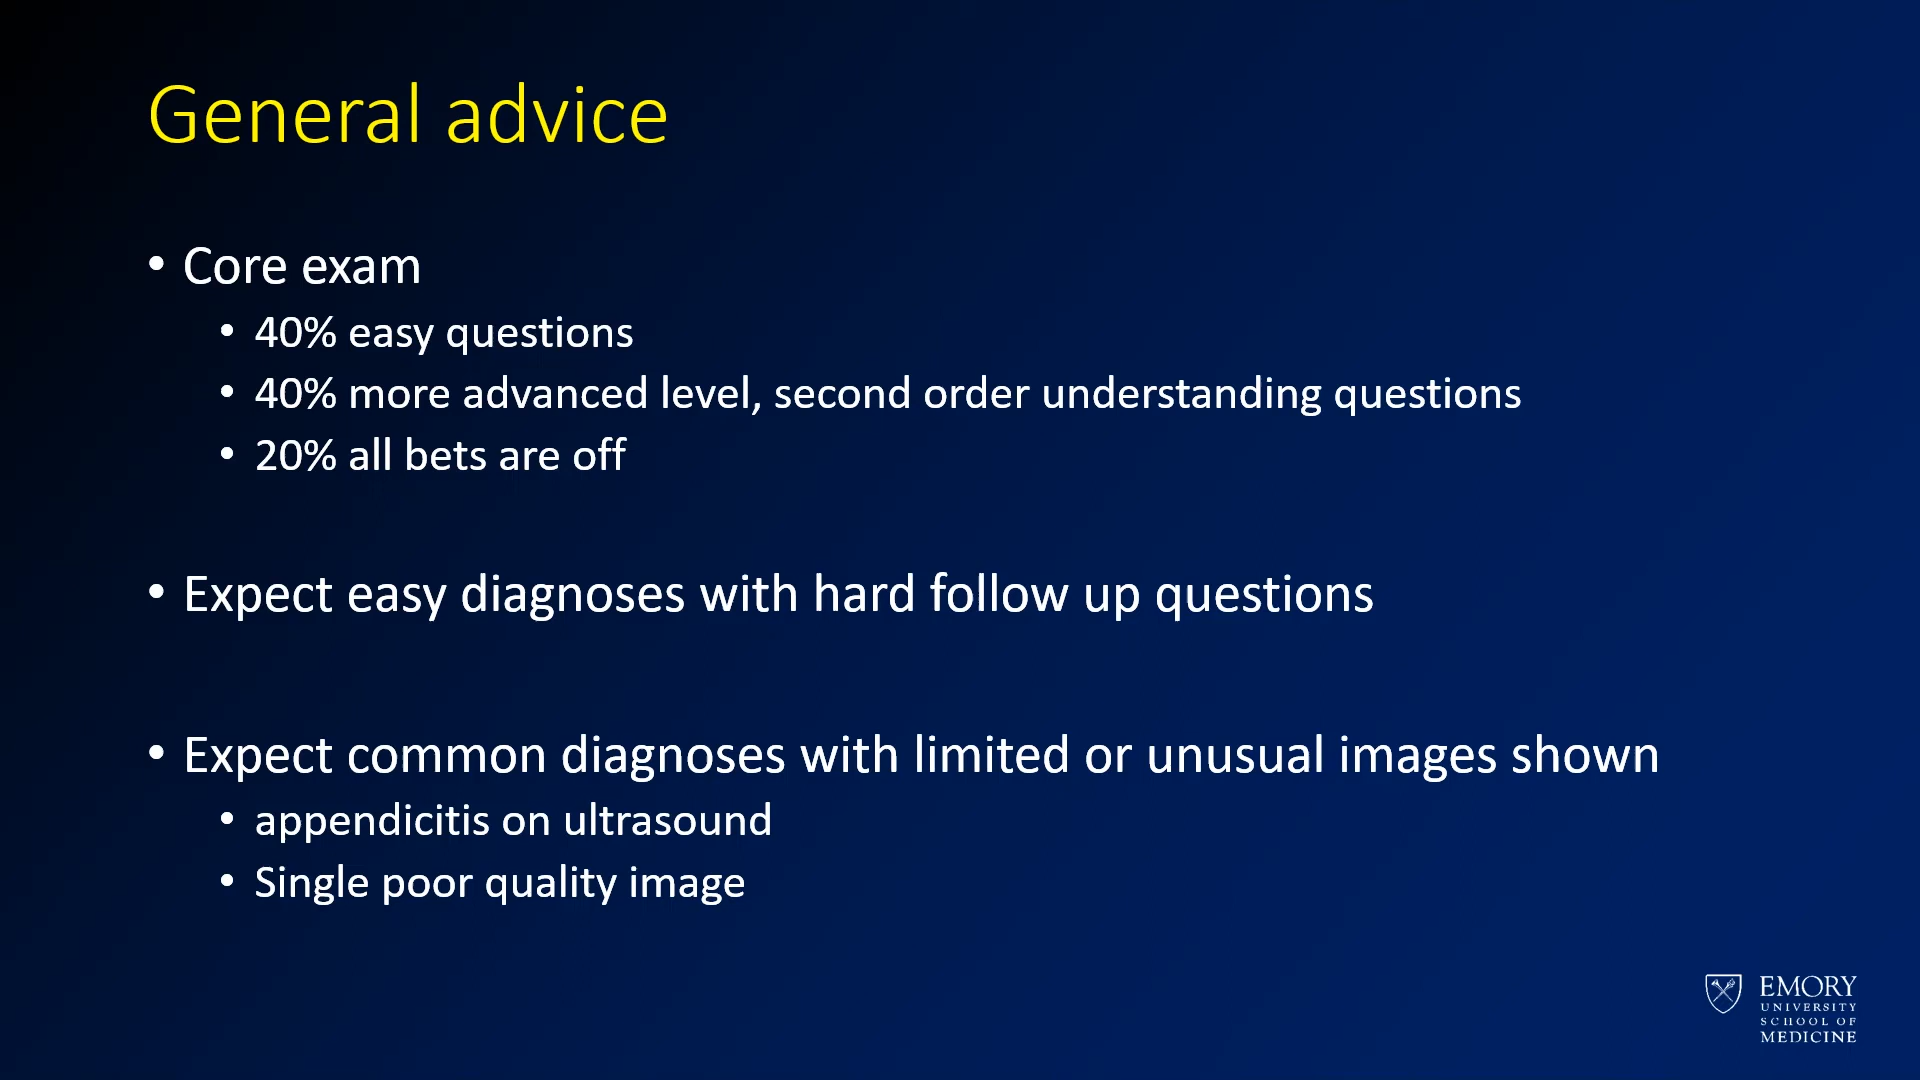 General advice
• Core exam
• 40% easy questions
• 40% more advanced level, second order understanding questions
• 20% all bets are off
• Expect easy diagnoses with hard follow up questions
• Expect common diagnoses with limited or unusual images shown
• appendicitis on ultrasound
• Single poor quality image
EMORY
UNIVERSITY
SCHOOL OF
MEDICINE